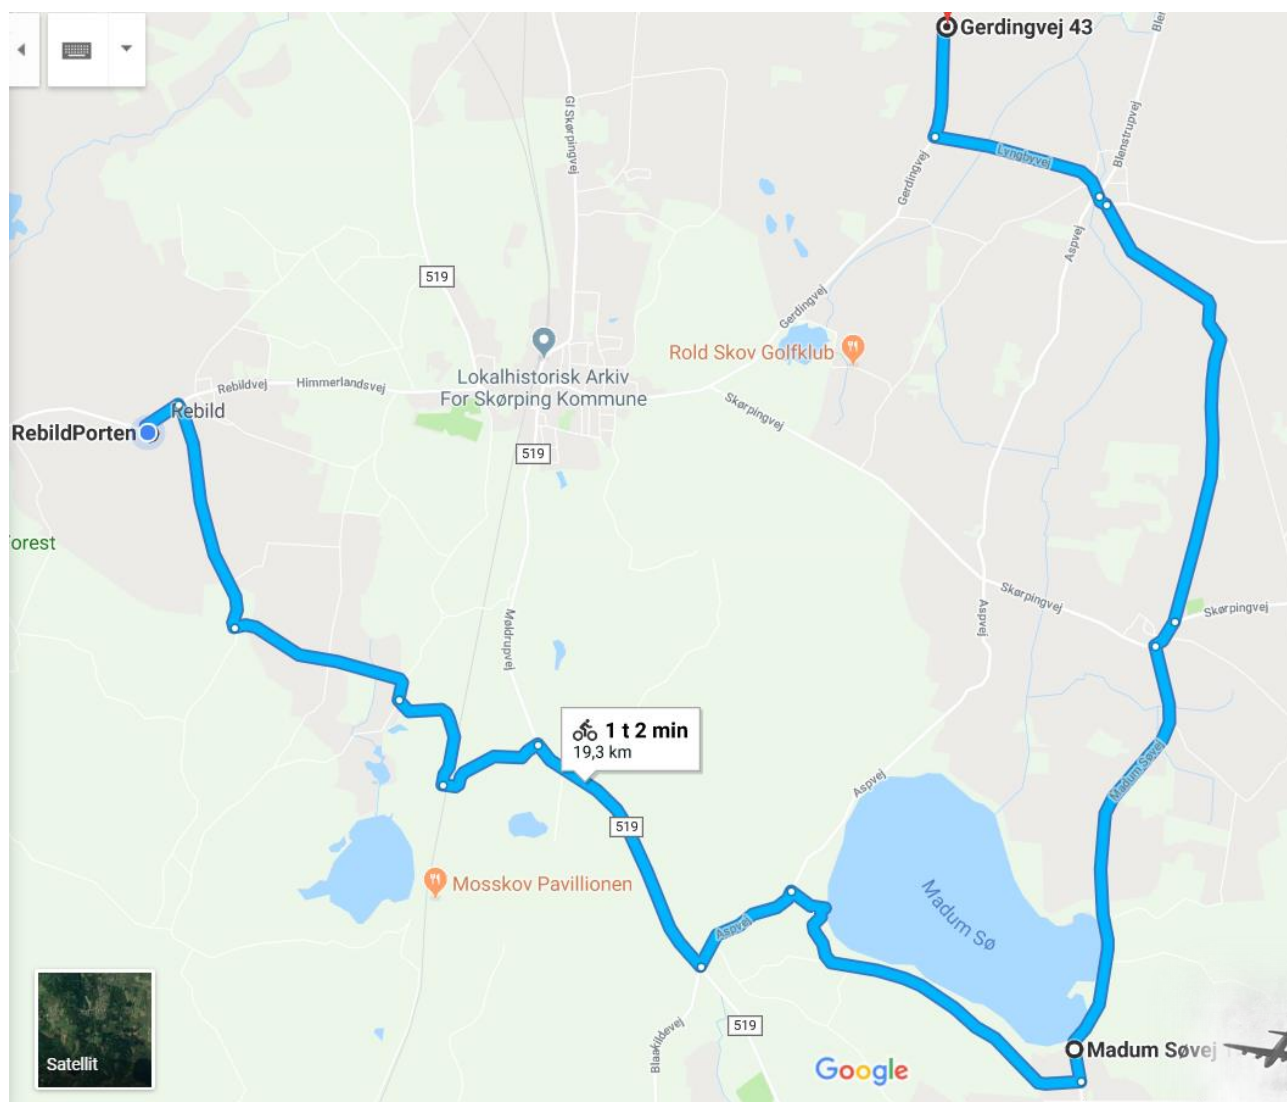 Gerdingvej 43
Blenstrupvej
Gl Skørpingvej
Lyngbyvej
Blenstrupvej
Gerdingvej
Aspvej
519
Gerdingvej
Rold Skov Golfklub
Lokalhistorisk Arkiv
For Skørping Kommune
Rebildvej
Himmerlandsvej
Rebild
RebildPorten
Skørpingvej
519
orest
Skørpingvej
Skørpingvej
Aspvej
Møldrupvej
1 t 2 min
19,3 km
Aspvej
Madum Søvej
519
Mosskov Pavillionen
Madum Sø
Aspvej
Blaakildevej
519
Madum Søvej
Satellit
Google